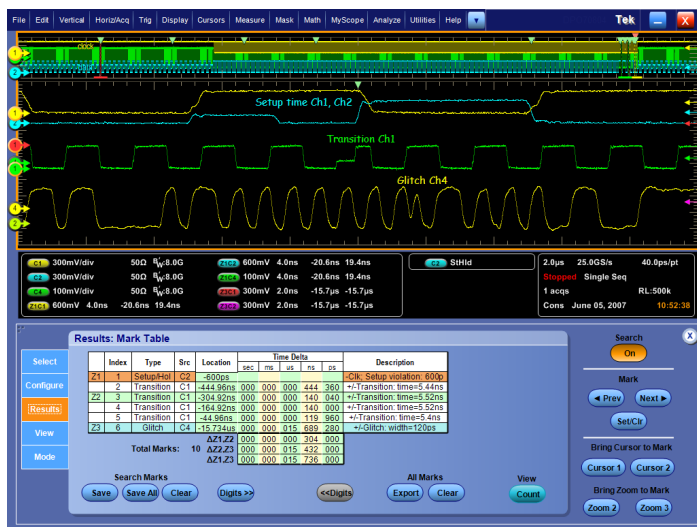 File Edit Vertical Horiz/Acq Trig Display Cursors Measure Mask Math MyScope Analyze Utilities Help Tek X
clock
1
2
Setup time Ch1, Ch2
1
Transition Ch1
1
Glitch Ch4
4
2
C1 300mV/div 50Ω BW:8.0G Z1C2 600mV 4.0ns -20.6ns 19.4ns C2 StHld 2.0µs 25.0GS/s 40.0ps/pt
C2 300mV/div 50Ω BW:8.0G Z1C4 100mV 4.0ns -20.6ns 19.4ns Stopped Single Seq
C4 100mV/div 50Ω BW:8.0G 300mV 2.0ns -15.7µs -15.7µs 1 acqs RL:500k
Z1C1 600mV 4.0ns -20.6ns 19.4ns 300mV 2.0ns -15.7µs -15.7µs Cons June 05, 2007 10:52:38
Results: Mark Table
X
Search
On
Select
Configure
Results
View
Mode
Index Type Src Location Time Delta Description
sec ms µs ns ps
Z1 1 Setup/Hol C2 -600ps -Clk; Setup violation: 600p
2 Transition C1 -444.96ns 000 000 000 444 360 +/-Transition: time=5.44ns
Z2 3 Transition C1 -304.92ns 000 000 000 140 040 +/-Transition: time=5.52ns
4 Transition C1 -164.92ns 000 000 000 140 000 +/-Transition: time=5.52ns
5 Transition C1 -44.96ns 960 000 000 119 960 +/-Transition: time=5.4ns
Z3 6 Glitch C4 -15.734us 000 000 015 689 280 +/-Glitch: width=120ps
ΔZ1.Z2 000 000 000 304 000
Total Marks: 10 ΔZ2.Z3 000 000 015 432 000
ΔZ1.Z3 000 000 015 736 000
Search Marks
Save Save All Clear
Digits >>
<<Digits
All Marks
Export Clear
View
Count
Mark
Prev Next
Set/Clr
Bring Cursor to Mark
Cursor 1 Cursor 2
Bring Zoom to Mark
Zoom 2 Zoom 3